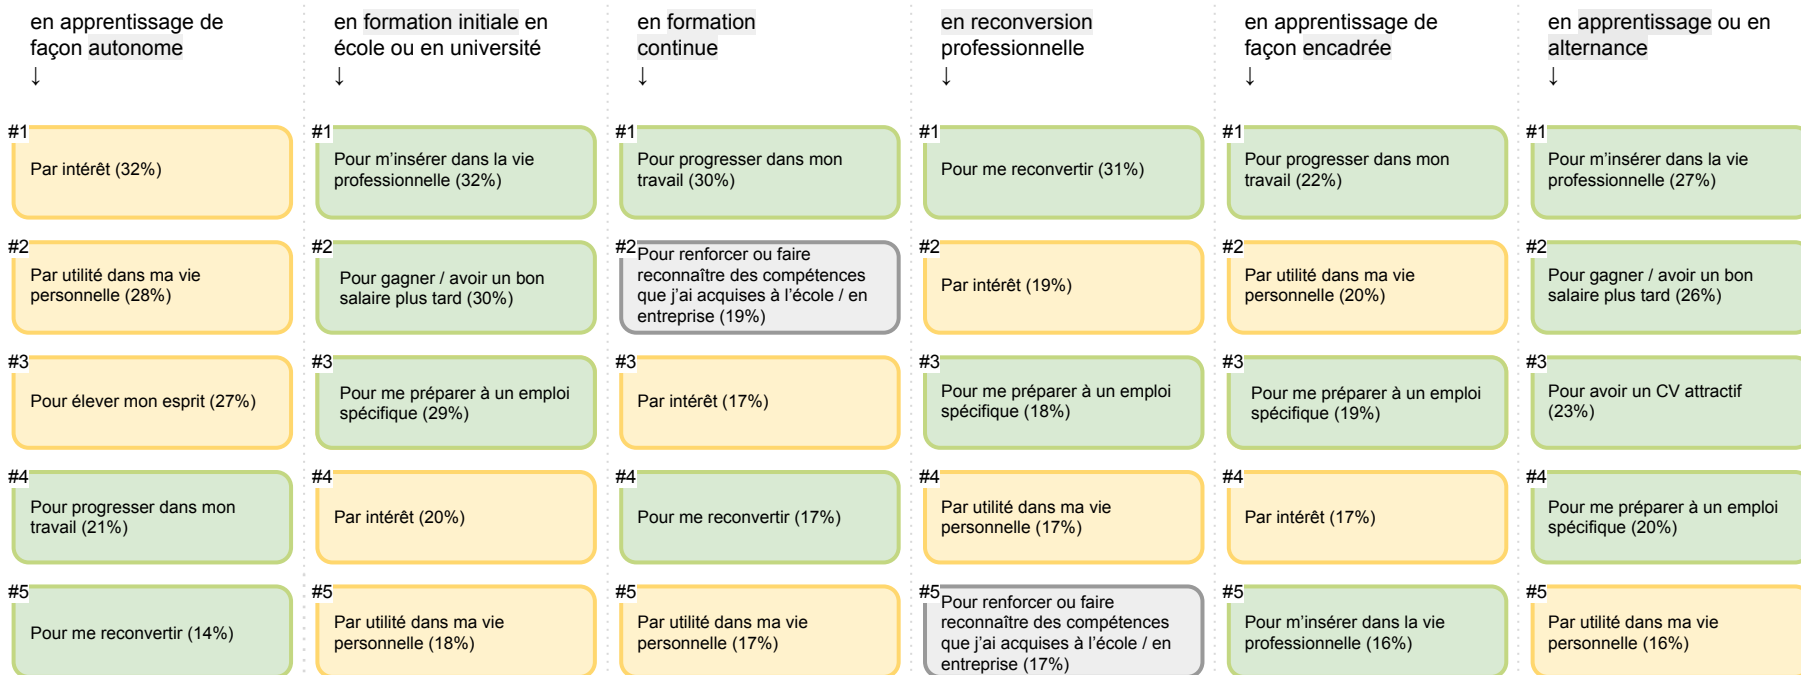 en apprentissage de
façon autonome
↓
#1
Par intérêt (32%)
#2
Par utilité dans ma vie
personnelle (28%)
#3
Pour élever mon esprit (27%)
#4
Pour progresser dans mon
travail (21%)
#5
Pour me reconvertir (14%)
en formation initiale en
école ou en université
↓
#1
Pour m'insérer dans la vie
professionnelle (32%)
#2
Pour gagner / avoir un bon
salaire plus tard (30%)
#3
Pour me préparer à un emploi
spécifique (29%)
#4
Par intérêt (20%)
#5
Par utilité dans ma vie
personnelle (18%)
en formation
continue
↓
#1
Pour progresser dans mon
travail (30%)
#2
Pour renforcer ou faire
reconnaître des compétences
que j'ai acquises à l'école / en
entreprise (19%)
#3
Par intérêt (17%)
#4
Pour me reconvertir (17%)
#5
Par utilité dans ma vie
personnelle (17%)
en reconversion
professionnelle
↓
#1
Pour me reconvertir (31%)
#2
Par intérêt (19%)
#3
Pour me préparer à un emploi
spécifique (18%)
#4
Par utilité dans ma vie
personnelle (17%)
#5
Pour renforcer ou faire
reconnaître des compétences
que j'ai acquises à l'école / en
entreprise (17%)
en apprentissage de
façon encadrée
↓
#1
Pour progresser dans mon
travail (22%)
#2
Par utilité dans ma vie
personnelle (20%)
#3
Pour me préparer à un emploi
spécifique (19%)
#4
Par intérêt (17%)
#5
Pour m'insérer dans la vie
professionnelle (16%)
en apprentissage ou en
alternance
↓
#1
Pour m'insérer dans la vie
professionnelle (27%)
#2
Pour gagner / avoir un bon
salaire plus tard (26%)
#3
Pour avoir un CV attractif
(23%)
#4
Pour me préparer à un emploi
spécifique (20%)
#5
Par utilité dans ma vie
personnelle (16%)